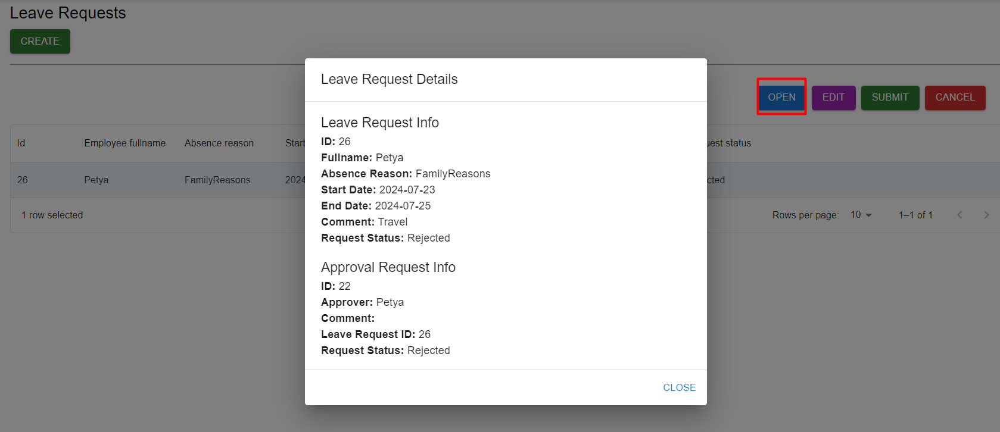 Leave Requests
CREATE
OPEN EDIT SUBMIT CANCEL
Id Employee fullname Absence reason Start status
26 Petya FamilyReasons 2024
1 row selected Rows per page: 10 1–1 of 1
Leave Request Details
Leave Request Info
ID: 26
Fullname: Petya
Absence Reason: FamilyReasons
Start Date: 2024-07-23
End Date: 2024-07-25
Comment: Travel
Request Status: Rejected
Approval Request Info
ID: 22
Approver: Petya
Comment:
Leave Request ID: 26
Request Status: Rejected
CLOSE